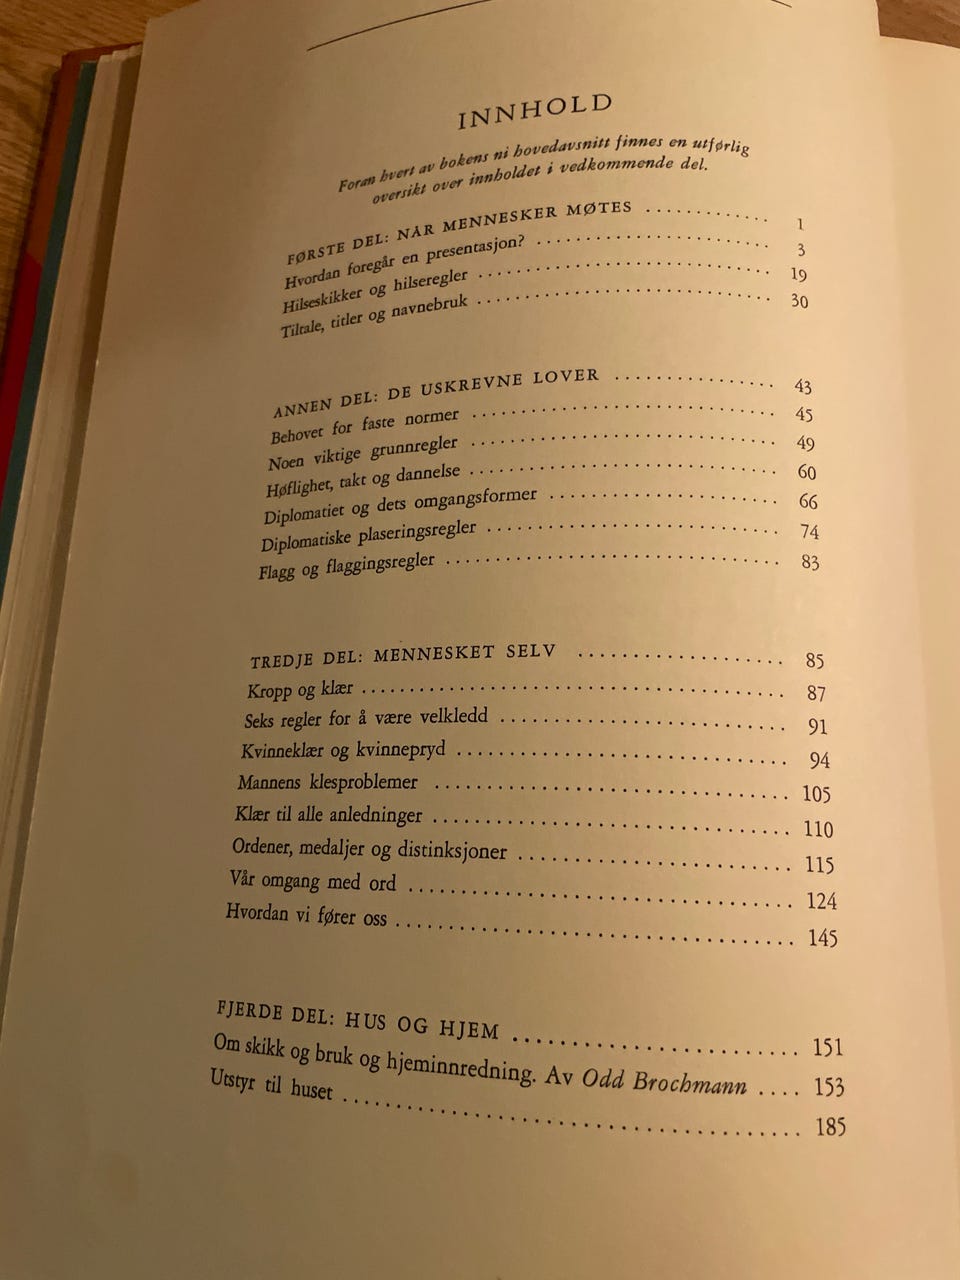 INNHOLD
Foran hvert av bokens ni hovedavsnitt finnes en utførlig
oversikt over innholdet i vedkommende del.
FØRSTE DEL: NÅR MENNESKER MØTES . . . . . . . . . . . . . 1
Hvordan foregår en presentasjon? . . . . . . . . . . . . . . . . . . . . . 3
Hilseskikker og hilseregler . . . . . . . . . . . . . . . . . . . . . . . . . . 19
Tiltale, titler og navnebruk . . . . . . . . . . . . . . . . . . . . . . . . . . 30
ANNEN DEL: DE USKREVNE LOVER . . . . . . . . . . . . . . . 43
Behovet for faste normer . . . . . . . . . . . . . . . . . . . . . . . . . . . 45
Noen viktige grunnregler . . . . . . . . . . . . . . . . . . . . . . . . . . . 49
Høflighet, takt og dannelse . . . . . . . . . . . . . . . . . . . . . . . . . . . 60
Diplomatiet og dets omgangsformer . . . . . . . . . . . . . . . . . . . . 66
Diplomatiske plaseringsregler . . . . . . . . . . . . . . . . . . . . . . . . . 74
Flagg og flaggingsregler . . . . . . . . . . . . . . . . . . . . . . . . . . . . . 83
TREDJE DEL: MENNESKET SELV . . . . . . . . . . . . . . . . . . 85
Kropp og klær . . . . . . . . . . . . . . . . . . . . . . . . . . . . . . . . . . . . 87
Seks regler for å være velkledd . . . . . . . . . . . . . . . . . . . . . . . . 91
Kvinneklær og kvinnepryd . . . . . . . . . . . . . . . . . . . . . . . . . . . 94
Mannens klesproblemer . . . . . . . . . . . . . . . . . . . . . . . . . . . . . 105
Klær til alle anledninger . . . . . . . . . . . . . . . . . . . . . . . . . . . . . 110
Ordener, medaljer og distinksjoner . . . . . . . . . . . . . . . . . . . . . . 115
Vår omgang med ord . . . . . . . . . . . . . . . . . . . . . . . . . . . . . . . 124
Hvordan vi fører oss . . . . . . . . . . . . . . . . . . . . . . . . . . . . . . . . 145
FJERDE DEL: HUS OG HJEM . . . . . . . . . . . . . . . . . . . . . . . 151
Om skikk og bruk og hjeminnredning. Av Odd Brochmann . . . . 153
Utstyr til huset . . . . . . . . . . . . . . . . . . . . . . . . . . . . . . . . . . . . 185